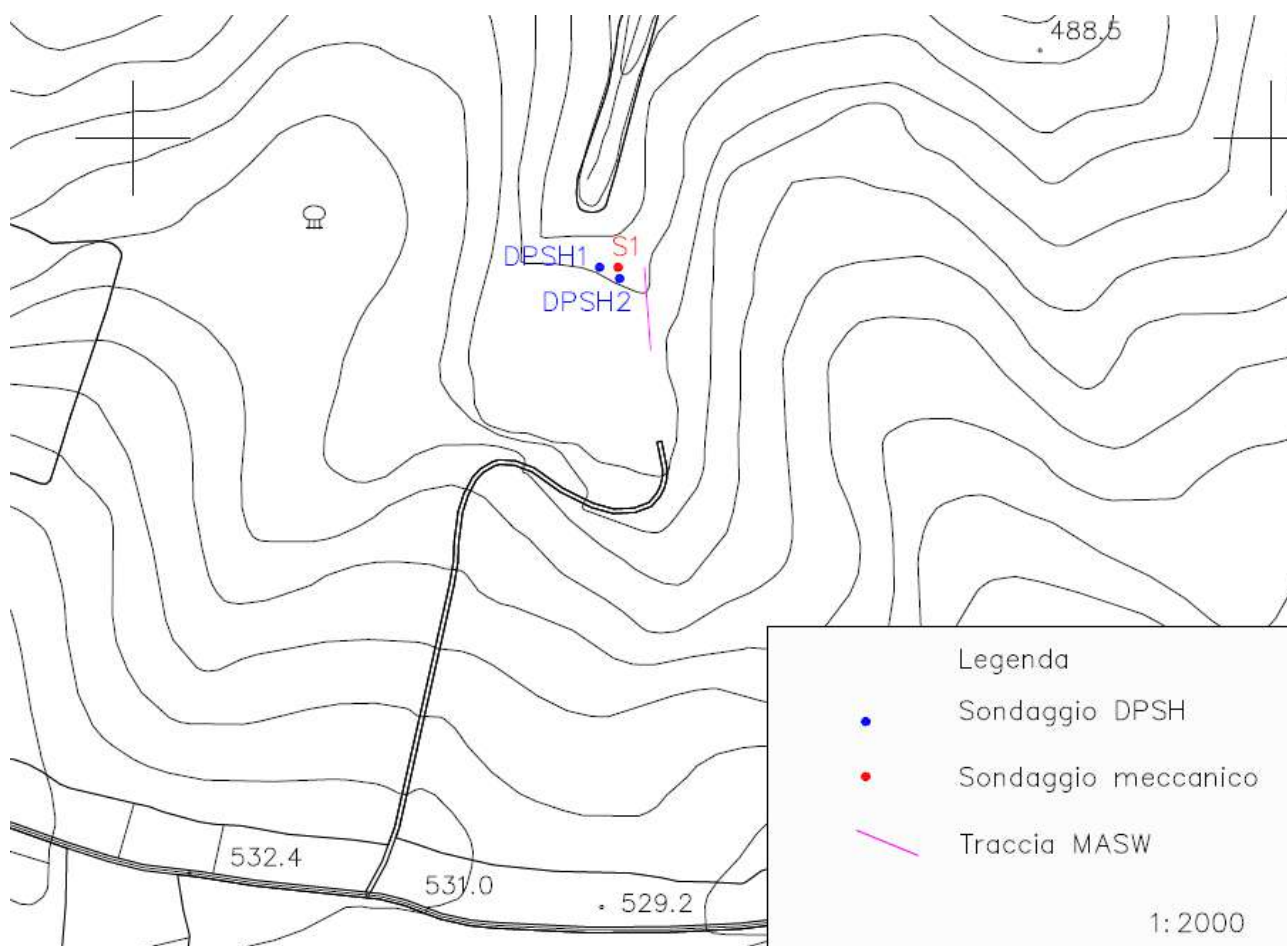 488.5
S1
DPSH1
DPSH2
Legenda
Sondaggio DPSH
Sondaggio meccanico
Traccia MASW
532.4
531.0
529.2
1:2000